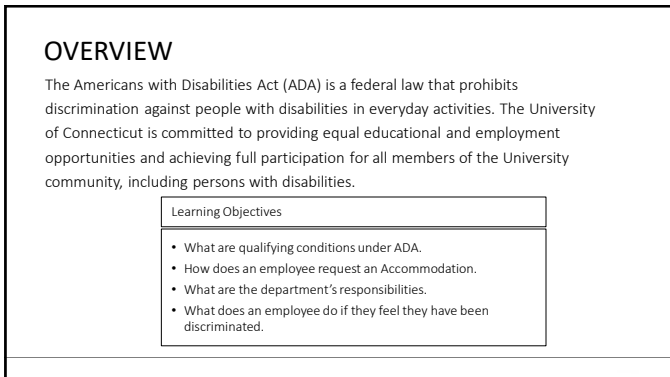 OVERVIEW
The Americans with Disabilities Act (ADA) is a federal law that prohibits
discrimination against people with disabilities in everyday activities. The University
of Connecticut is committed to providing equal educational and employment
opportunities and achieving full participation for all members of the University
community, including persons with disabilities.
Learning Objectives
• What are qualifying conditions under ADA.
• How does an employee request an Accommodation.
• What are the department's responsibilities.
• What does an employee do if they feel they have been
discriminated.